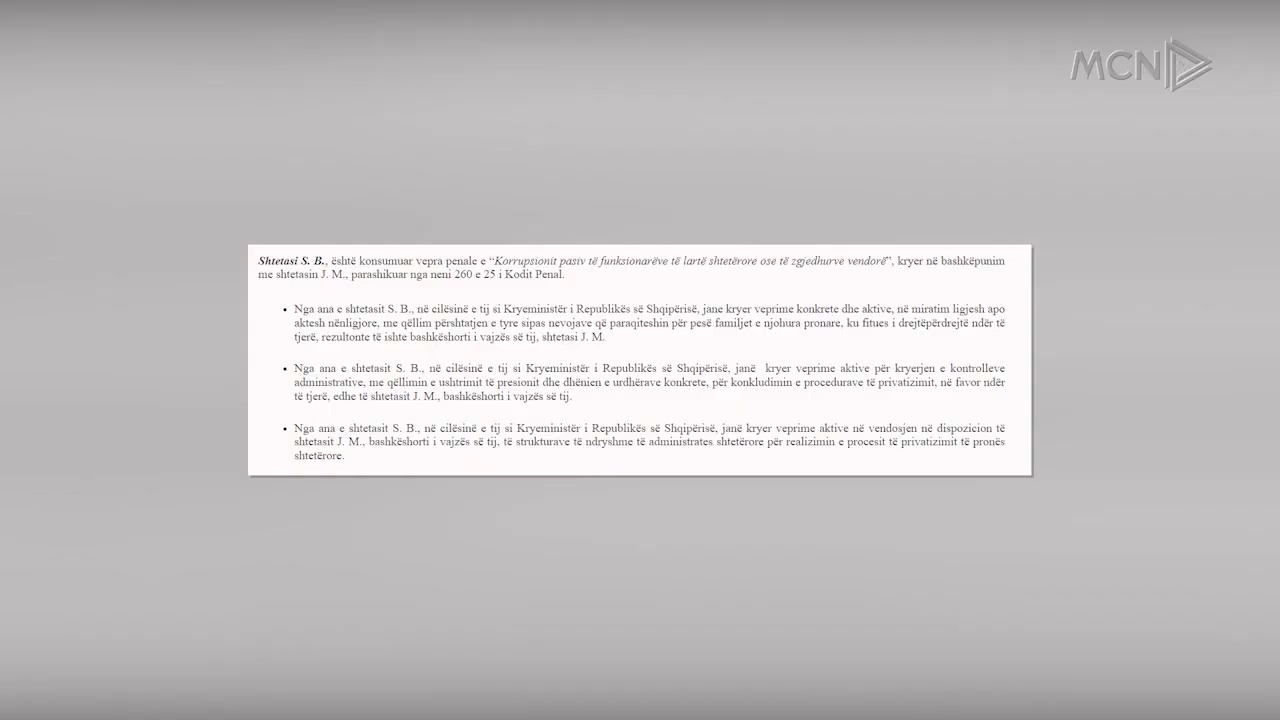 MCN
Shtetasi S. B., është konsumuar vepra penale e “Korrupsionit pasiv të funksionarëve të lartë shtetërore ose të zgjedhurve vendorë”, kryer në bashkëpunim
me shtetasin J. M., parashikuar nga neni 260 e 25 i Kodit Penal.
• Nga ana e shtetasit S. B., në cilësinë e tij si Kryeministër i Republikës së Shqipërisë, jane kryer veprime konkrete dhe aktive, në miratim ligjesh apo
aktesh nënligjore, me qëllim përshtatjen e tyre sipas nevojave që paraqiteshin për pesë familjet e njohura pronare, ku fitues i drejtëpërdrejtë ndër të
tjerë, rezultonte të ishte bashkëshorti i vajzës së tij, shtetasi J. M.
• Nga ana e shtetasit S. B., në cilësinë e tij si Kryeministër i Republikës së Shqipërisë, janë kryer veprime aktive për kryerjen e kontrolleve
administrative, me qëllimin e ushtrimit të presionit dhe dhënien e urdhërave konkrete, për konkludimin e procedurave të privatizimit, në favor ndër
të tjerë, edhe të shtetasit J. M., bashkëshorti i vajzës së tij.
• Nga ana e shtetasit S. B., në cilësinë e tij si Kryeministër i Republikës së Shqipërisë, janë kryer veprime aktive në vendosjen në dispozicion të
shtetasit J. M., bashkëshorti i vajzës së tij, të strukturave të ndryshme të administrates shtetërore për realizimin e procesit të privatizimit të pronës
shtetërore.